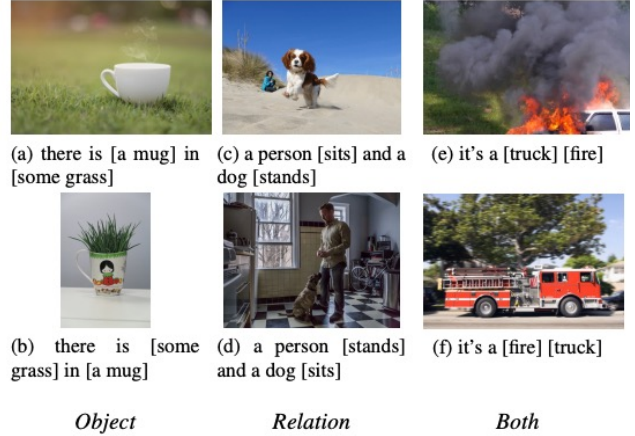 (a) there is [a mug] in
[some grass]
(c) a person [sits] and a
dog [stands]
(e) it's a [truck] [fire]
(b) there is [some
grass] in [a mug]
(d) a person [stands]
and a dog [sits]
(f) it's a [fire] [truck]
Object
Relation
Both